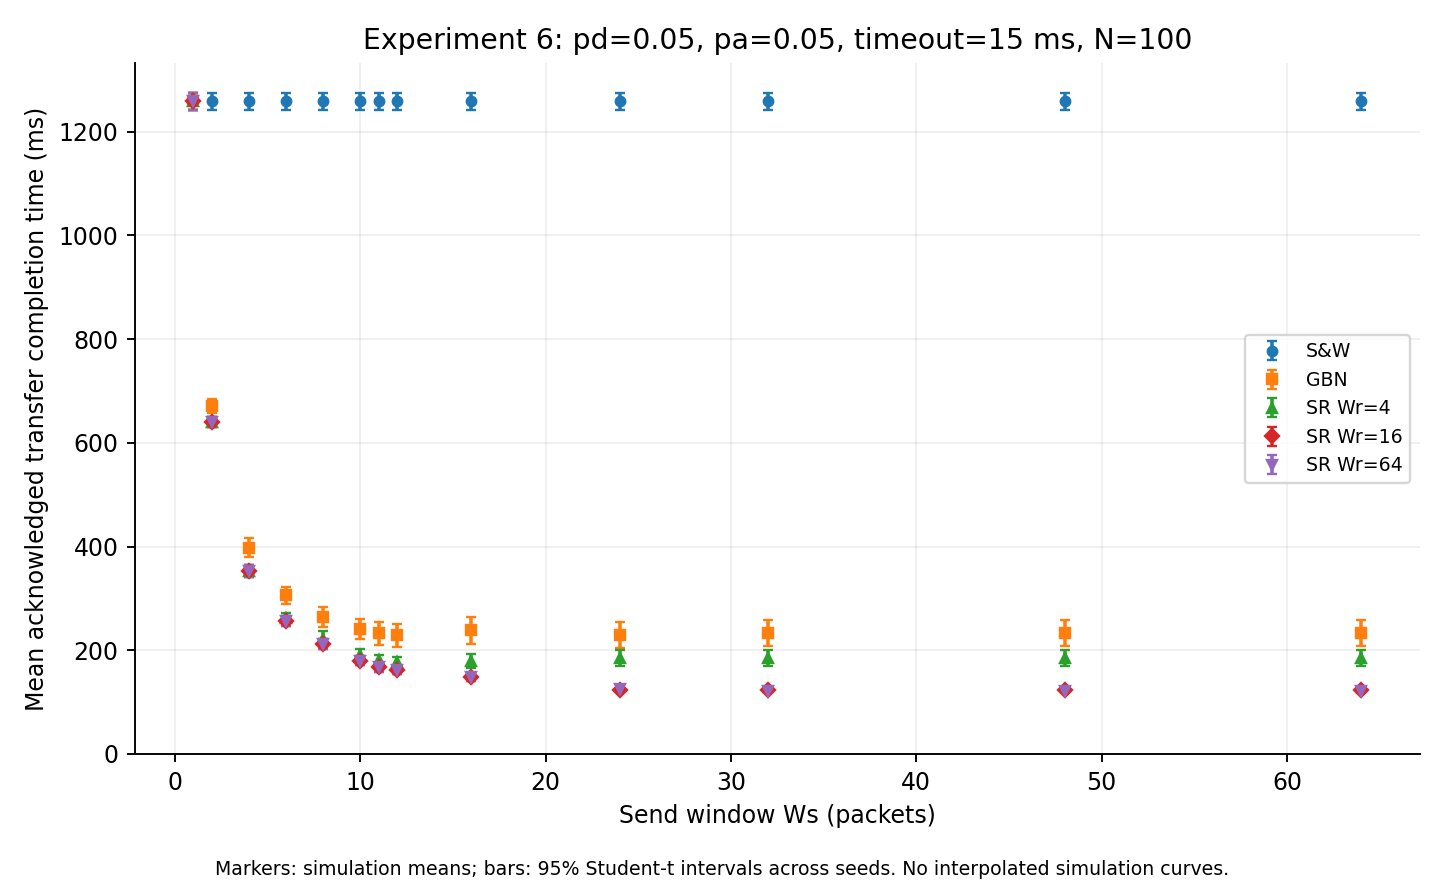 Experiment 6: pd=0.05, pa=0.05, timeout=15 ms, N=100
Mean acknowledged transfer completion time (ms)
1200
1000
800
600
400
200
0
S&W
GBN
SR Wr=4
SR Wr=16
SR Wr=64
0 10 20 30 40 50 60
Send window Ws (packets)
Markers: simulation means; bars: 95% Student-t intervals across seeds. No interpolated simulation curves.